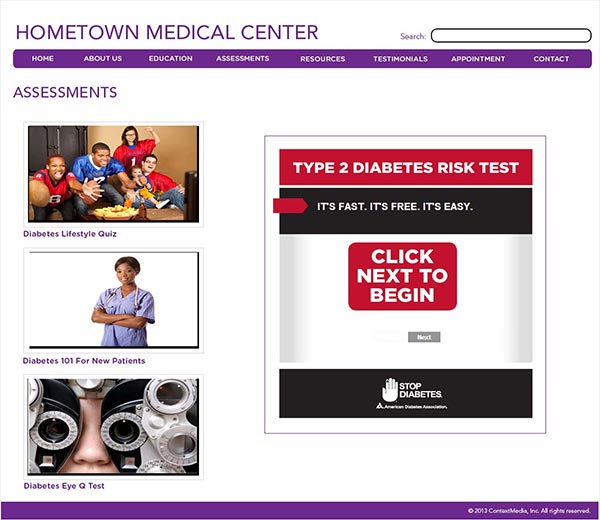 HOMETOWN MEDICAL CENTER
Search:
HOME ABOUT US EDUCATION ASSESSMENTS RESOURCES TESTIMONIALS APPOINTMENT CONTACT
ASSESSMENTS
Diabetes Lifestyle Quiz
Diabetes 101 For New Patients
Diabetes Eye Q Test
TYPE 2 DIABETES RISK TEST
IT'S FAST. IT'S FREE. IT'S EASY.
CLICK
NEXT TO
BEGIN
Next
STOP
DIABETES.
American Diabetes Association.
© 2013 ContextMedia, Inc. All rights reserved.